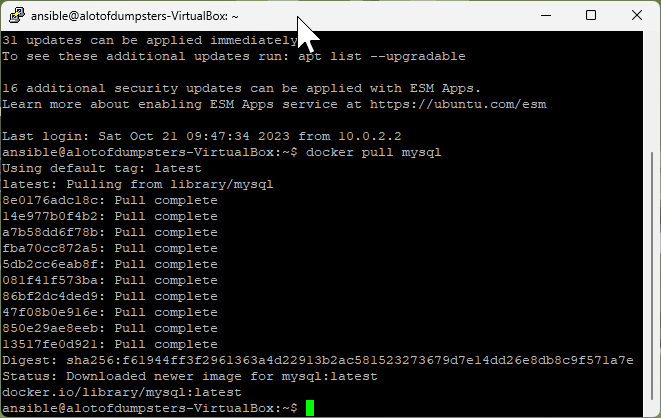 ansible@alotofdumpsters-VirtualBox: ~
31 updates can be applied immediately
To see these additional updates run: apt list --upgradable
16 additional security updates can be applied with ESM Apps.
Learn more about enabling ESM Apps service at https://ubuntu.com/esm
Last login: Sat Oct 21 09:47:34 2023 from 10.0.2.2
ansible@alotofdumpsters-VirtualBox:~$ docker pull mysql
Using default tag: latest
latest: Pulling from library/mysql
8e0176adc18c: Pull complete
14e977b0f4b2: Pull complete
a7b58dd6f78b: Pull complete
fba70cc872a5: Pull complete
5db2cc6eab8f: Pull complete
081f41f573ba: Pull complete
86bf2dc4ded9: Pull complete
47f08b0e916e: Pull complete
850e29ae8eeb: Pull complete
13517fe0d921: Pull complete
Digest: sha256:f61944ff3f2961363a4d22913b2ac581523273679d7e14dd26e8db8c9f571a7e
Status: Downloaded newer image for mysql:latest
docker.io/library/mysql:latest
ansible@alotofdumpsters-VirtualBox:~$